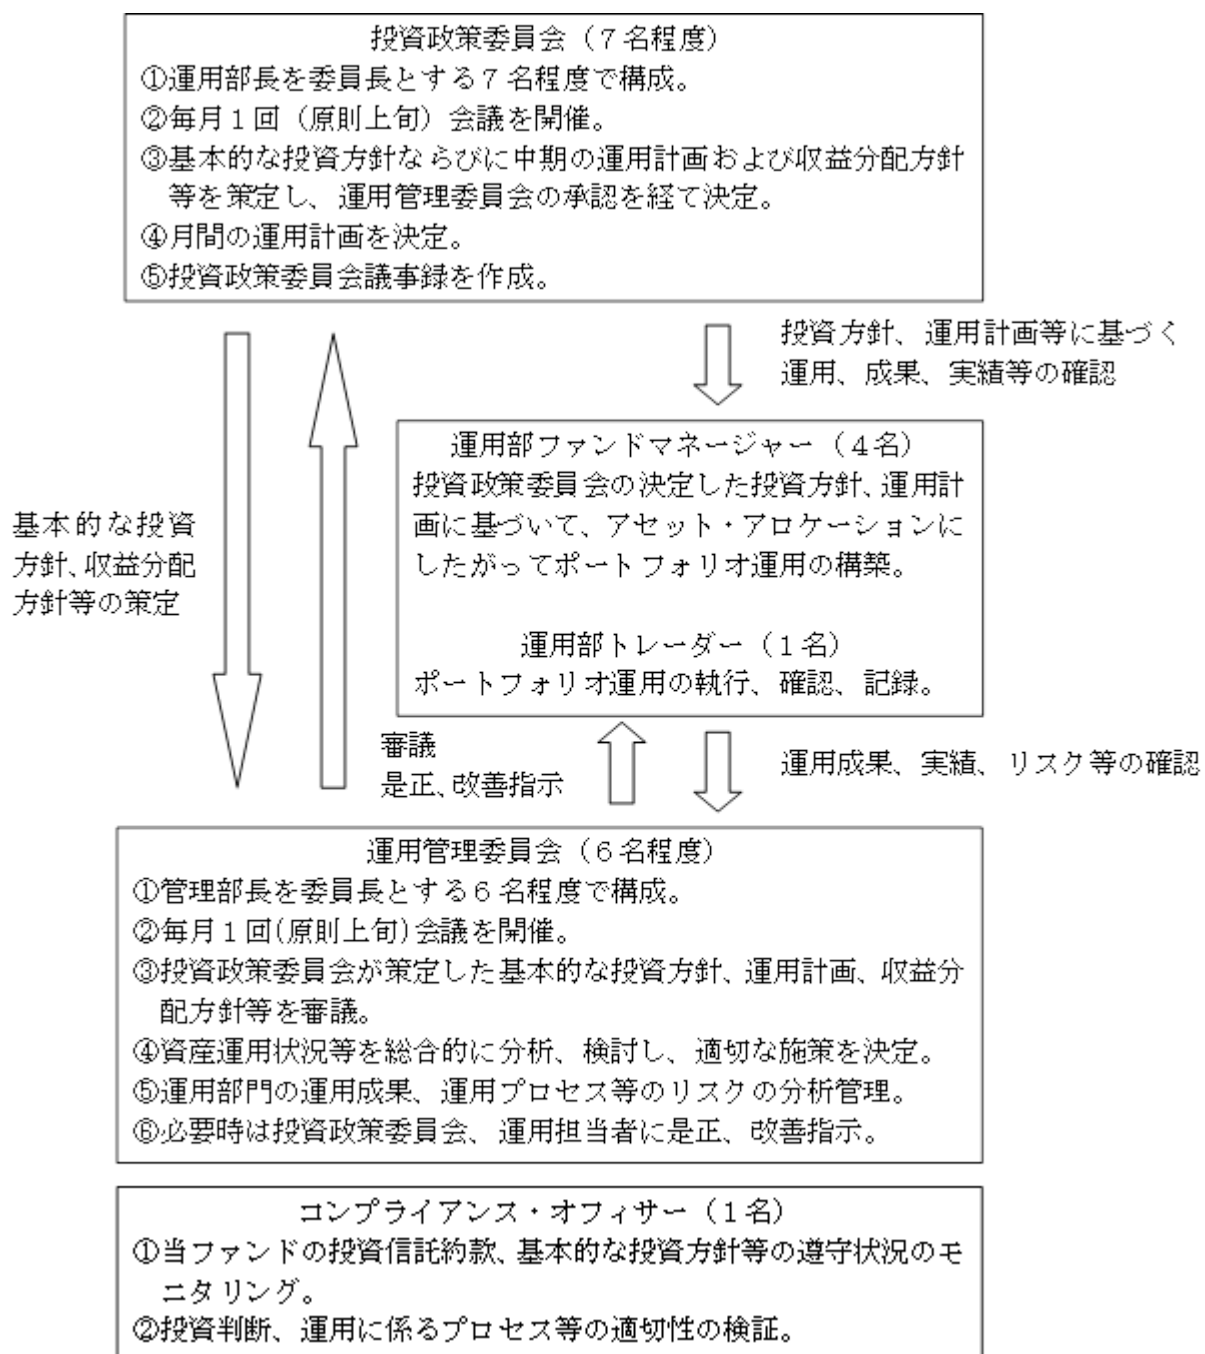 投資政策委員会（７名程度）
①運用部長を委員長とする７名程度で構成。
②毎月１回（原則上旬）会議を開催。
③基本的な投資方針ならびに中期の運用計画および収益分配方針
等を策定し、運用管理委員会の承認を経て決定。
④月間の運用計画を決定。
⑤投資政策委員会議事録を作成。
投資方針、運用計画等に基づく
運用、成果、実績等の確認
運用部ファンドマネージャー（４名）
投資政策委員会の決定した投資方針、運用計
画に基づいて、アセット・アロケーションに
したがってポートフォリオ運用の構築。
運用部トレーダー（１名）
ポートフォリオ運用の執行、確認、記録。
基本的な投資
方針、収益分配
方針等の策定
審議
是正、改善指示
運用成果、実績、リスク等の確認
運用管理委員会（６名程度）
①管理部長を委員長とする６名程度で構成。
②毎月１回(原則上旬)会議を開催。
③投資政策委員会が策定した基本的な投資方針、運用計画、収益分
配方針等を審議。
④資産運用状況等を総合的に分析、検討し、適切な施策を決定。
⑤運用部門の運用成果、運用プロセス等のリスクの分析管理。
⑥必要時は投資政策委員会、運用担当者に是正、改善指示。
コンプライアンス・オフィサー（１名）
①当ファンドの投資信託約款、基本的な投資方針等の遵守状況のモ
ニタリング。
②投資判断、運用に係るプロセス等の適切性の検証。